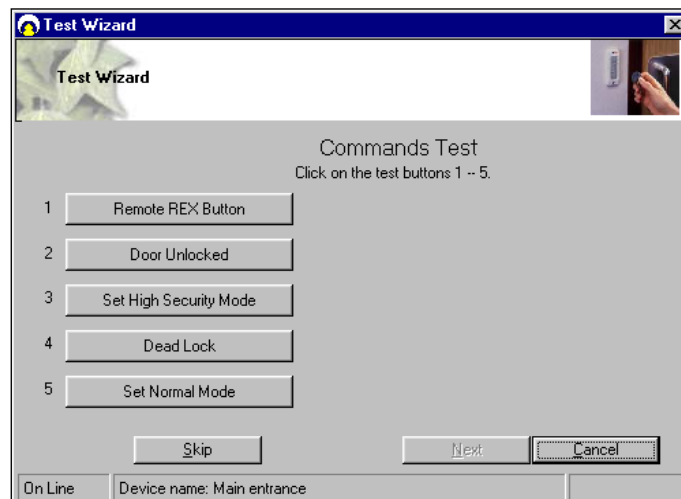 Test Wizard
Test Wizard
Commands Test
Click on the test buttons 1 -- 5.
1 Remote REX Button
2 Door Unlocked
3 Set High Security Mode
4 Dead Lock
5 Set Normal Mode
Skip Next Cancel
On Line Device name: Main entrance